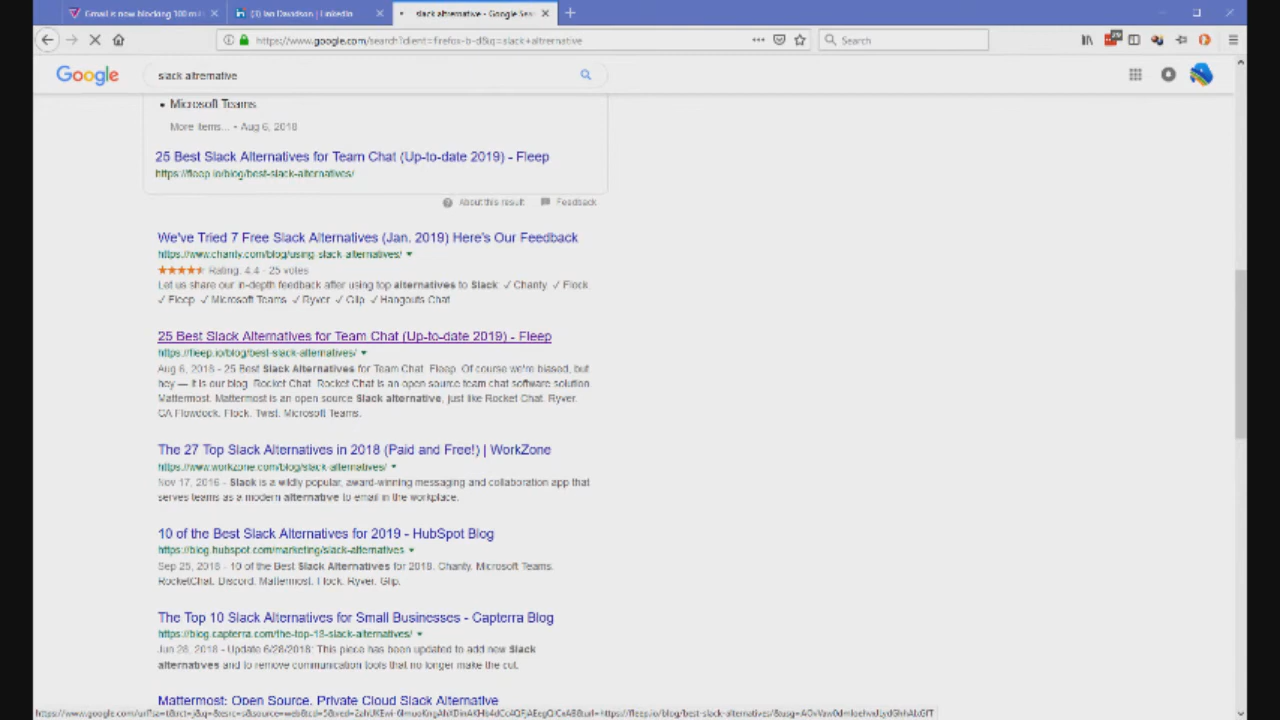 Gmail is now blocking 100 mil
(3) Ian Davidson | LinkedIn
slack altrernative - Google Sear
https://www.google.com/search?client=firefox-b-d&q=slack+altrernative
Search
Google
slack altrernative
• Microsoft Teams
More items... • Aug 6, 2018
25 Best Slack Alternatives for Team Chat (Up-to-date 2019) - Fleep
https://fleep.io/blog/best-slack-alternatives/
About this result
Feedback
We've Tried 7 Free Slack Alternatives (Jan. 2019) Here's Our Feedback
https://www.chanty.com/blog/using-slack-alternatives/
Rating: 4.4 - 25 votes
Let us share our in-depth feedback after using top alternatives to Slack: ✓ Chanty ✓ Flock
✓ Fleep ✓ Microsoft Teams ✓ Ryver ✓ Glip ✓ Hangouts Chat
25 Best Slack Alternatives for Team Chat (Up-to-date 2019) - Fleep
https://fleep.io/blog/best-slack-alternatives/
Aug 6, 2018 - 25 Best Slack Alternatives for Team Chat. Fleep. Of course we're biased, but
hey — it is our blog. Rocket Chat. Rocket Chat is an open source team chat software solution
Mattermost. Mattermost is an open source Slack alternative, just like Rocket Chat. Ryver.
CA Flowdock. Flock. Twist. Microsoft Teams.
The 27 Top Slack Alternatives in 2018 (Paid and Free!) | WorkZone
https://www.workzone.com/blog/slack-alternatives/
Nov 17, 2016 - Slack is a wildly popular, award-winning messaging and collaboration app that
serves teams as a modern alternative to email in the workplace.
10 of the Best Slack Alternatives for 2019 - HubSpot Blog
https://blog.hubspot.com/marketing/slack-alternatives
Sep 25, 2018 - 10 of the Best Slack Alternatives for 2018. Chanty. Microsoft Teams.
RocketChat. Discord. Mattermost. Flock. Ryver. Glip.
The Top 10 Slack Alternatives for Small Businesses - Capterra Blog
https://blog.capterra.com/the-top-13-slack-alternatives/
Jun 28, 2018 - Update 6/28/2018: This piece has been updated to add new Slack
alternatives and to remove communication tools that no longer make the cut.
Mattermost: Open Source, Private Cloud Slack Alternative